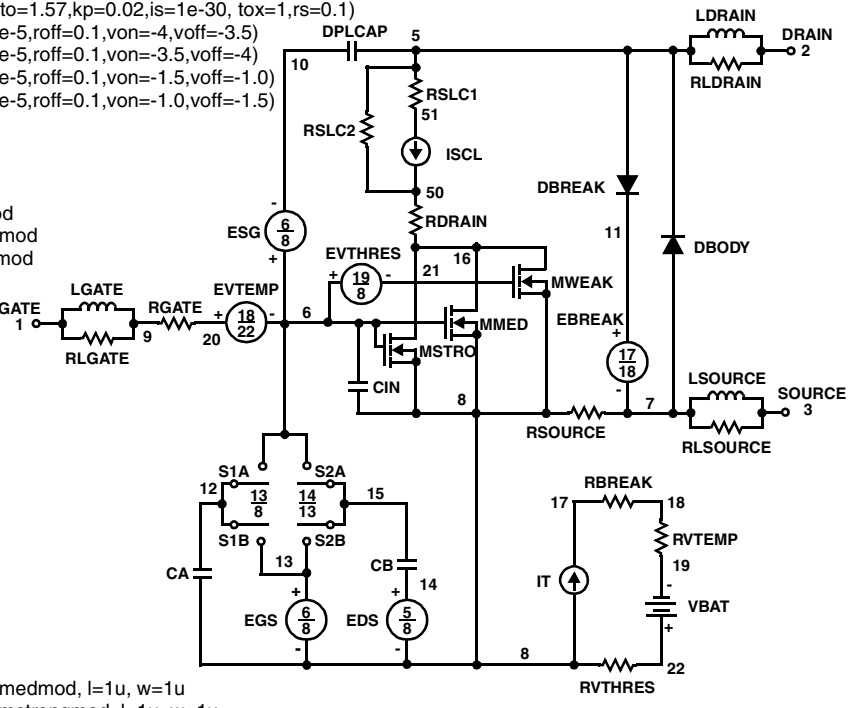 to=1.57,kp=0.02,is=1e-30, tox=1,rs=0.1)
e-5,roff=0.1,von=-4,voff=-3.5)
e-5,roff=0.1,von=-3.5,voff=-4)
e-5,roff=0.1,von=-1.5,voff=-1.0)
e-5,roff=0.1,von=-1.0,voff=-1.5)
DPLCAP
5
10
LDRAIN
DRAIN
2
RLDRAIN
RSLC1
51
RSLC2
ISCL
50
RDRAIN
DBREAK
11
DBODY
od
mod
mod
-
ESG
6
8
+
EVTHRES
+
19
8
-
21
16
MWEAK
LGATE
GATE
1
RLGATE
9
RGATE
20
EVTEMP
+
18
22
-
6
MMED
MSTRO
CIN
EBREAK
+
17
18
-
8
RSOURCE
7
LSOURCE
SOURCE
3
RLSOURCE
S1A
S2A
12
13
8
14
13
15
S1B
S2B
13
CA
CB
14
EGS
+
6
8
-
EDS
+
5
8
-
17
RBREAK
18
RVTEMP
19
IT
-
VBAT
+
8
22
RVTHRES
medmod, l=1u, w=1u